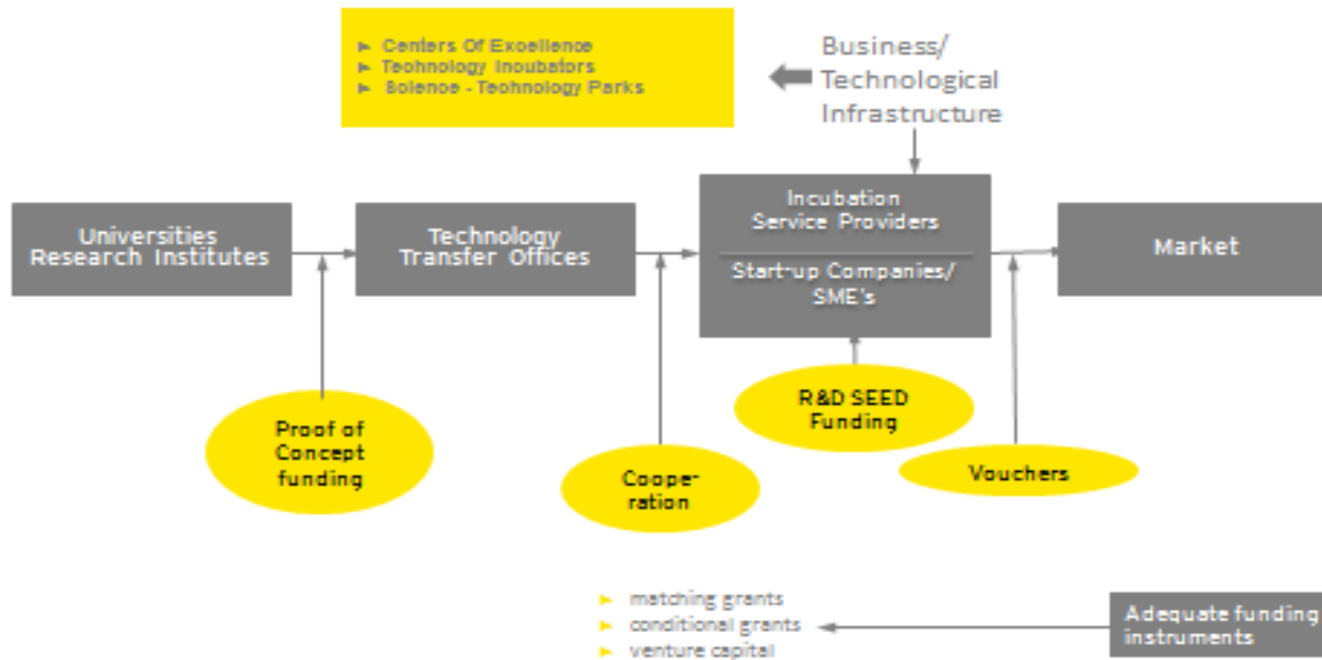 ► Centers Of Excellence
► Technology Incubators
► Science - Technology Parks
Business/
Technological
Infrastructure
Universities
Research Institutes
Technology
Transfer Offices
Incubation
Service Providers
Start-up Companies/
SME's
Market
Proof of
Concept
funding
Coope-
ration
R&D SEED
Funding
Vouchers
► matching grants
► conditional grants
► venture capital
Adequate funding
instruments